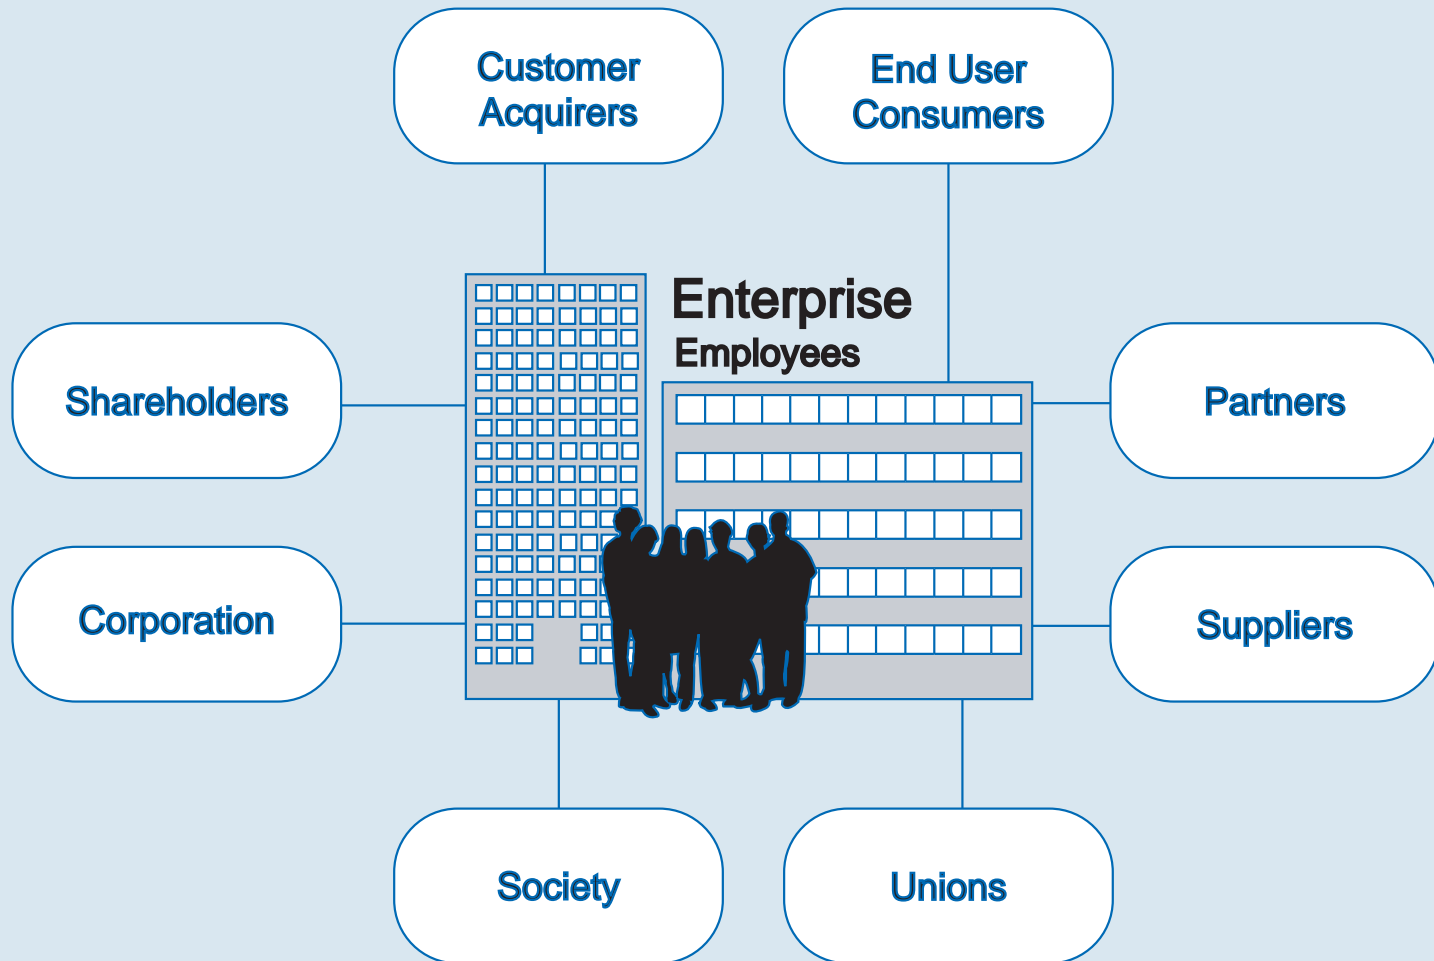 Customer
Acquirers
End User
Consumers
Enterprise
Employees
Shareholders
Partners
Corporation
Suppliers
Society
Unions